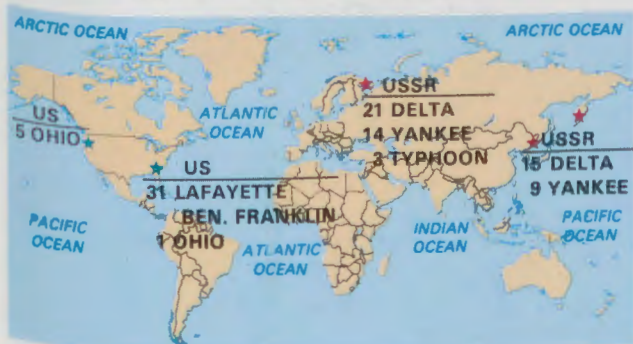 ARCTIC OCEAN
ARCTIC OCEAN
US
5 OHIO
ATLANTIC
OCEAN
USSR
21 DELTA
14 YANKEE
3 TYPHOON
USSR
15 DELTA
9 YANKEE
US
31 LAFAYETTE
BEN. FRANKLIN
1 OHIO
PACIFIC
OCEAN
ATLANTIC
OCEAN
INDIAN
OCEAN
PACIFIC
OCEAN